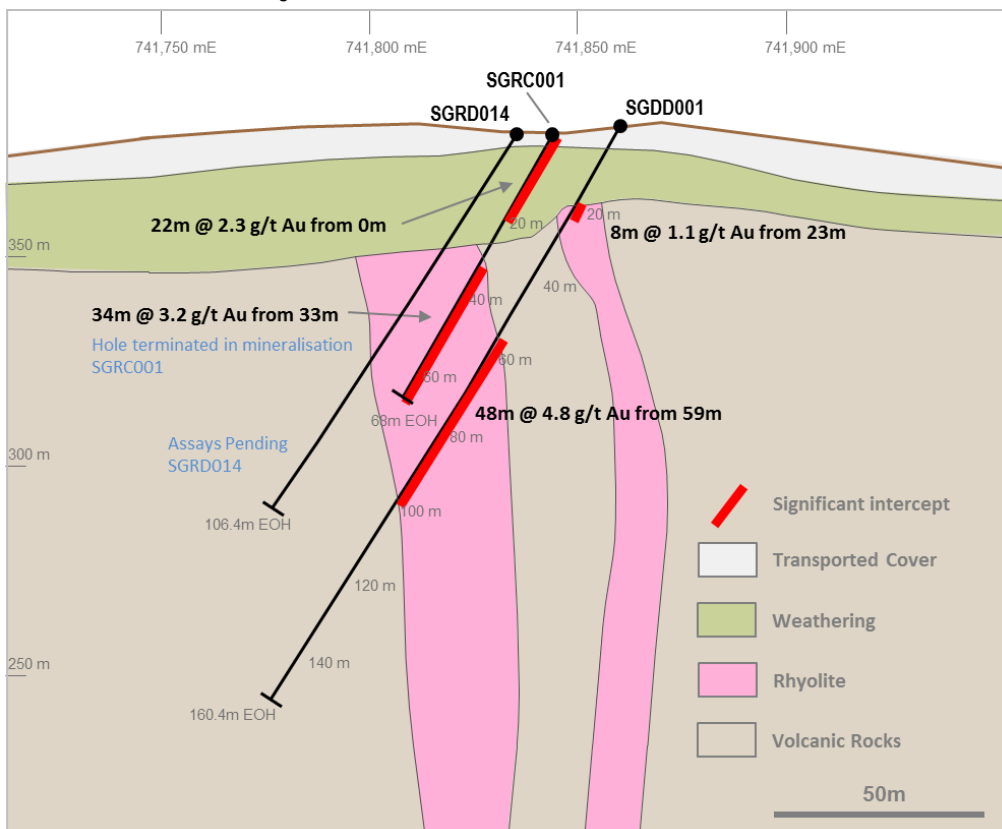 741,750 mE
741,800 mE
741,850 mE
741,900 mE
SGRC001
SGRD014
SGDD001
22m @ 2.3 g/t Au from 0m
20 m
20 m
8m @ 1.1 g/t Au from 23m
350 m
40 m
40 m
34m @ 3.2 g/t Au from 33m
Hole terminated in mineralisation
SGRC001
60 m
60 m
68m EOH
48m @ 4.8 g/t Au from 59m
80 m
Assays Pending
SGRD014
300 m
100 m
106.4m EOH
120 m
140 m
250 m
160.4m EOH
Significant intercept
Transported Cover
Weathering
Rhyolite
Volcanic Rocks
50m